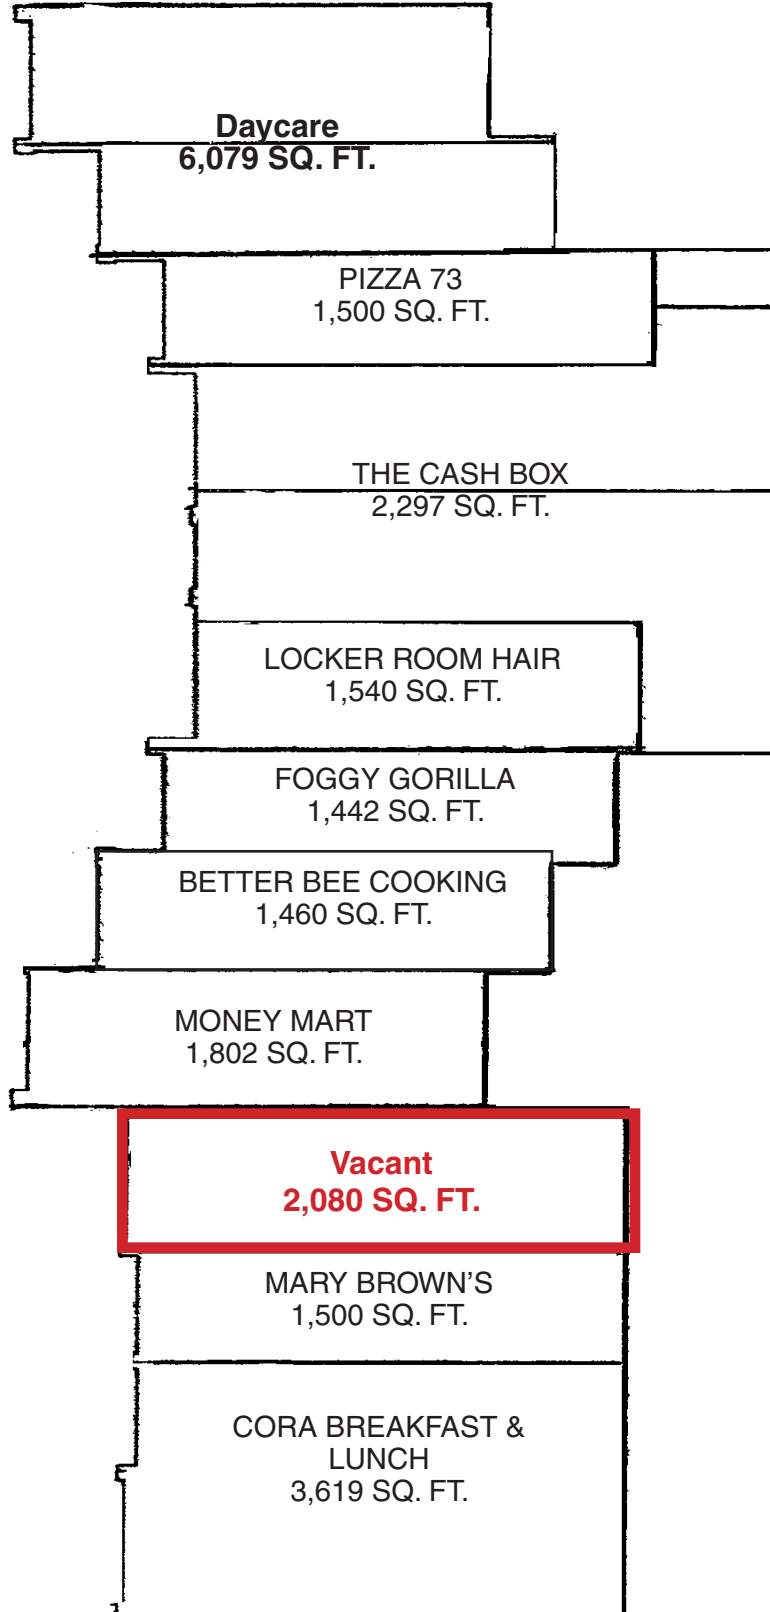 Daycare
6,079 SQ. FT.
PIZZA 73
1,500 SQ. FT.
THE CASH BOX
2,297 SQ. FT.
LOCKER ROOM HAIR
1,540 SQ. FT.
FOGGY GORILLA
1,442 SQ. FT.
BETTER BEE COOKING
1,460 SQ. FT.
MONEY MART
1,802 SQ. FT.
Vacant
2,080 SQ. FT.
MARY BROWN'S
1,500 SQ. FT.
CORA BREAKFAST &
LUNCH
3,619 SQ. FT.